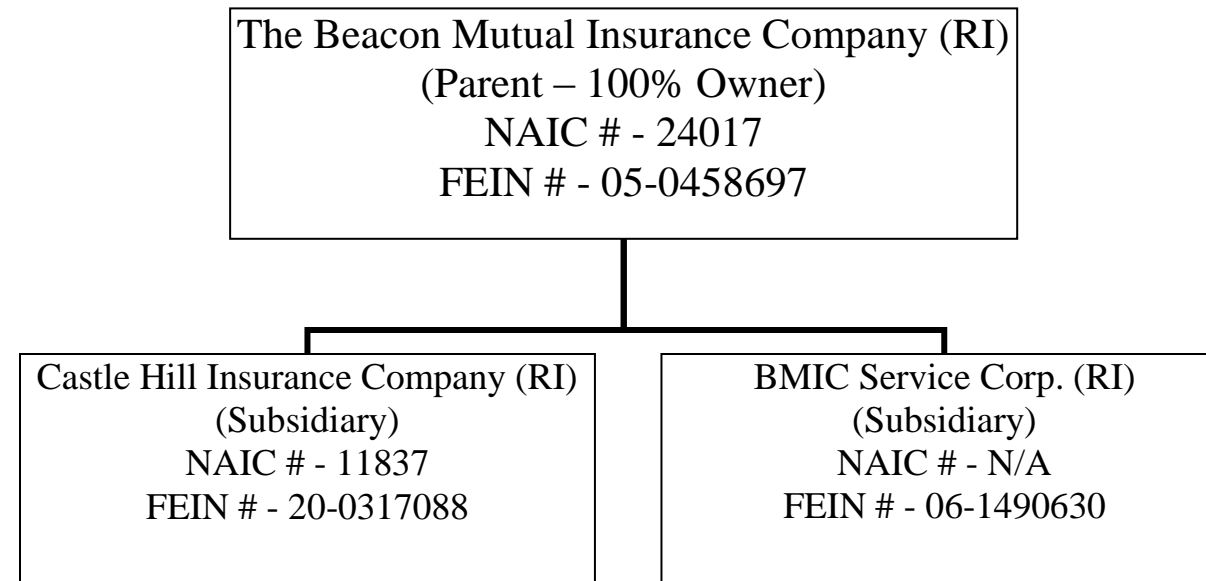 The Beacon Mutual Insurance Company (RI)
(Parent – 100% Owner)
NAIC # - 24017
FEIN # - 05-0458697
Castle Hill Insurance Company (RI)
(Subsidiary)
NAIC # - 11837
FEIN # - 20-0317088
BMIC Service Corp. (RI)
(Subsidiary)
NAIC # - N/A
FEIN # - 06-1490630